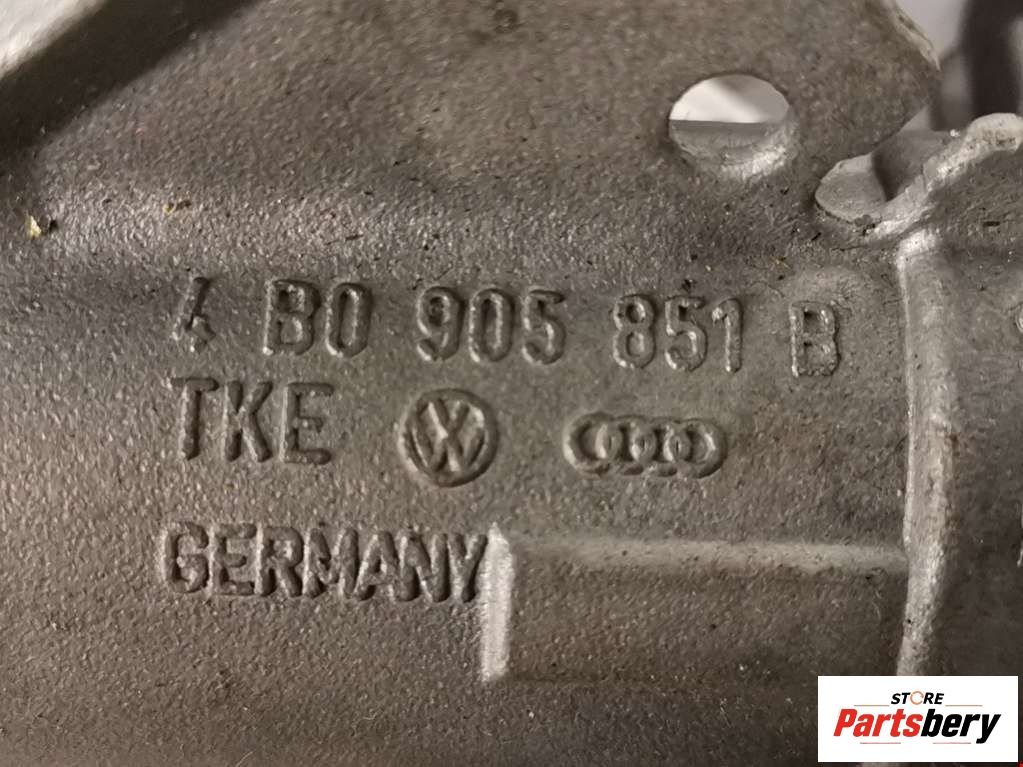 4 B0 905 851 B
TKE
GERMANY
STORE
Partsbery